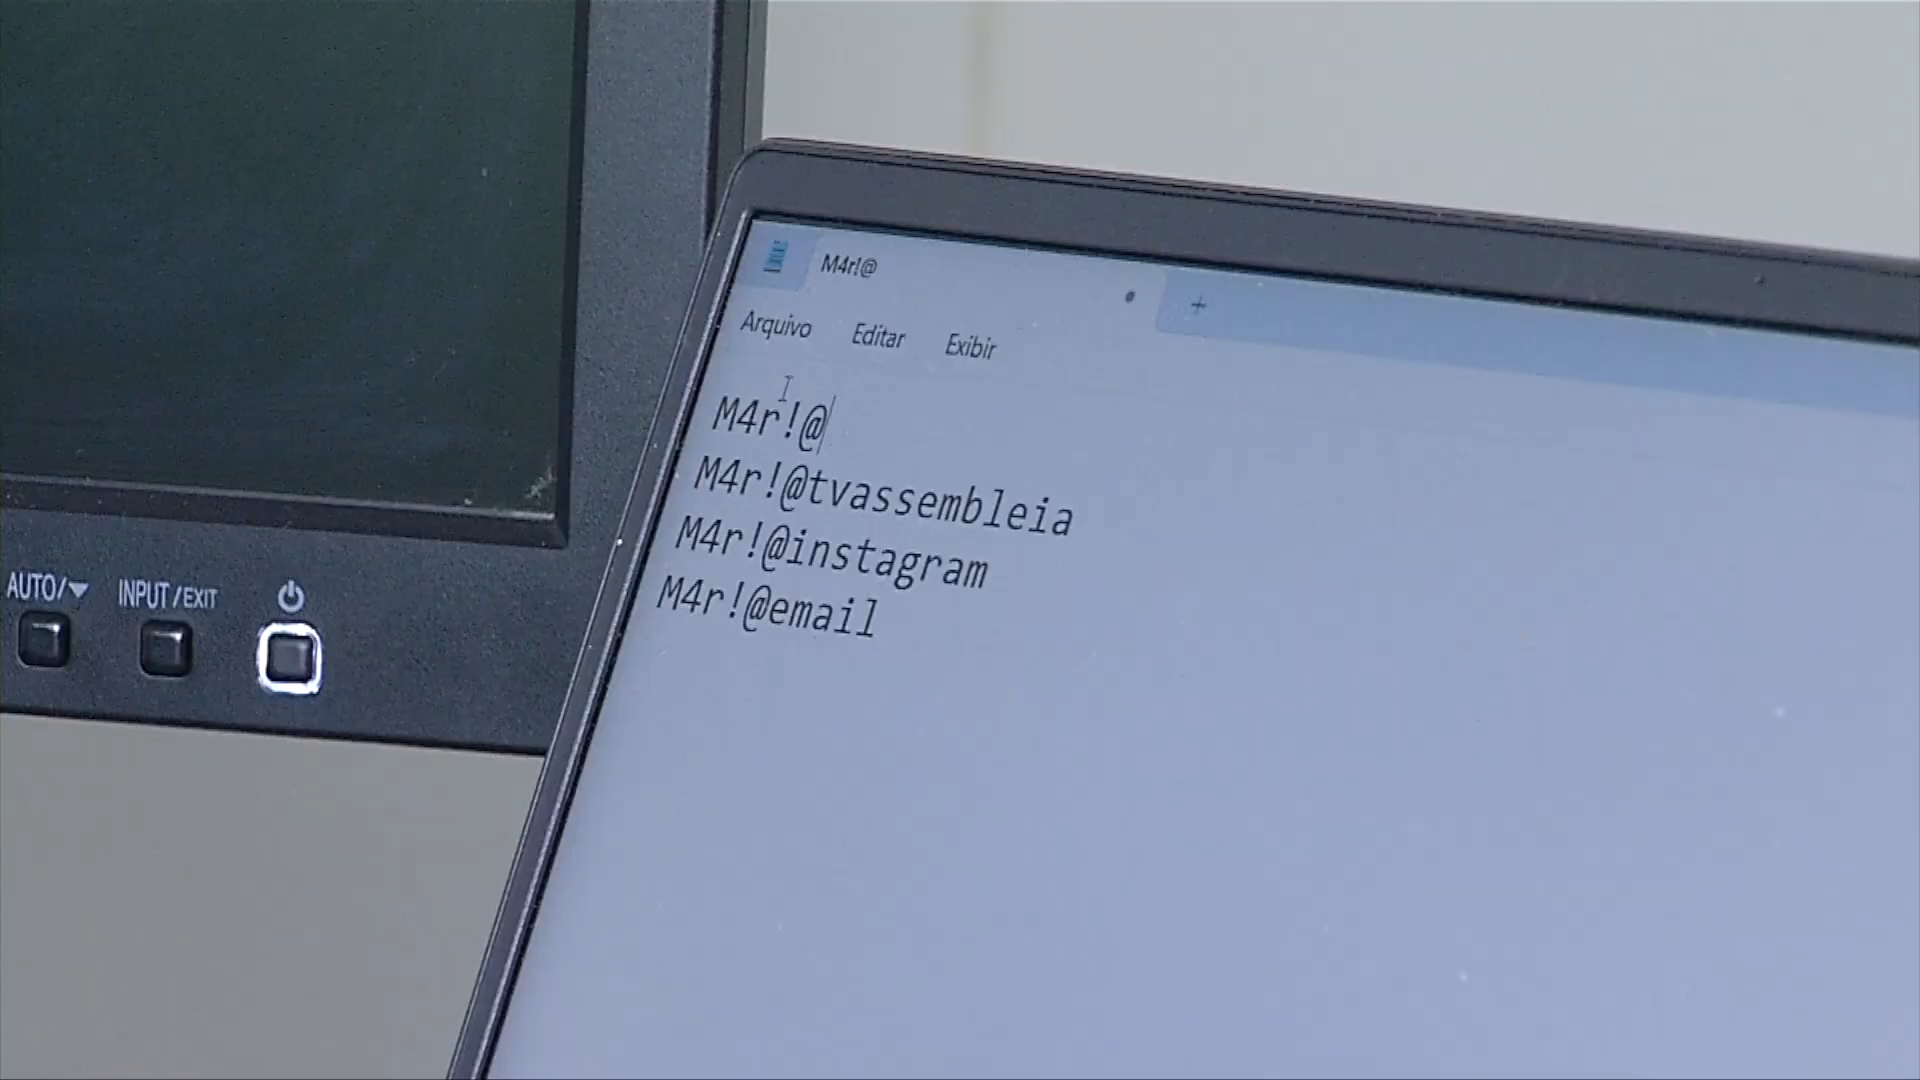 M4r!@
+
Arquivo Editar Exibir
M4r!@
M4r!@tvassembleia
M4r!@instagram
M4r!@email
AUTO/▼ INPUT/EXIT